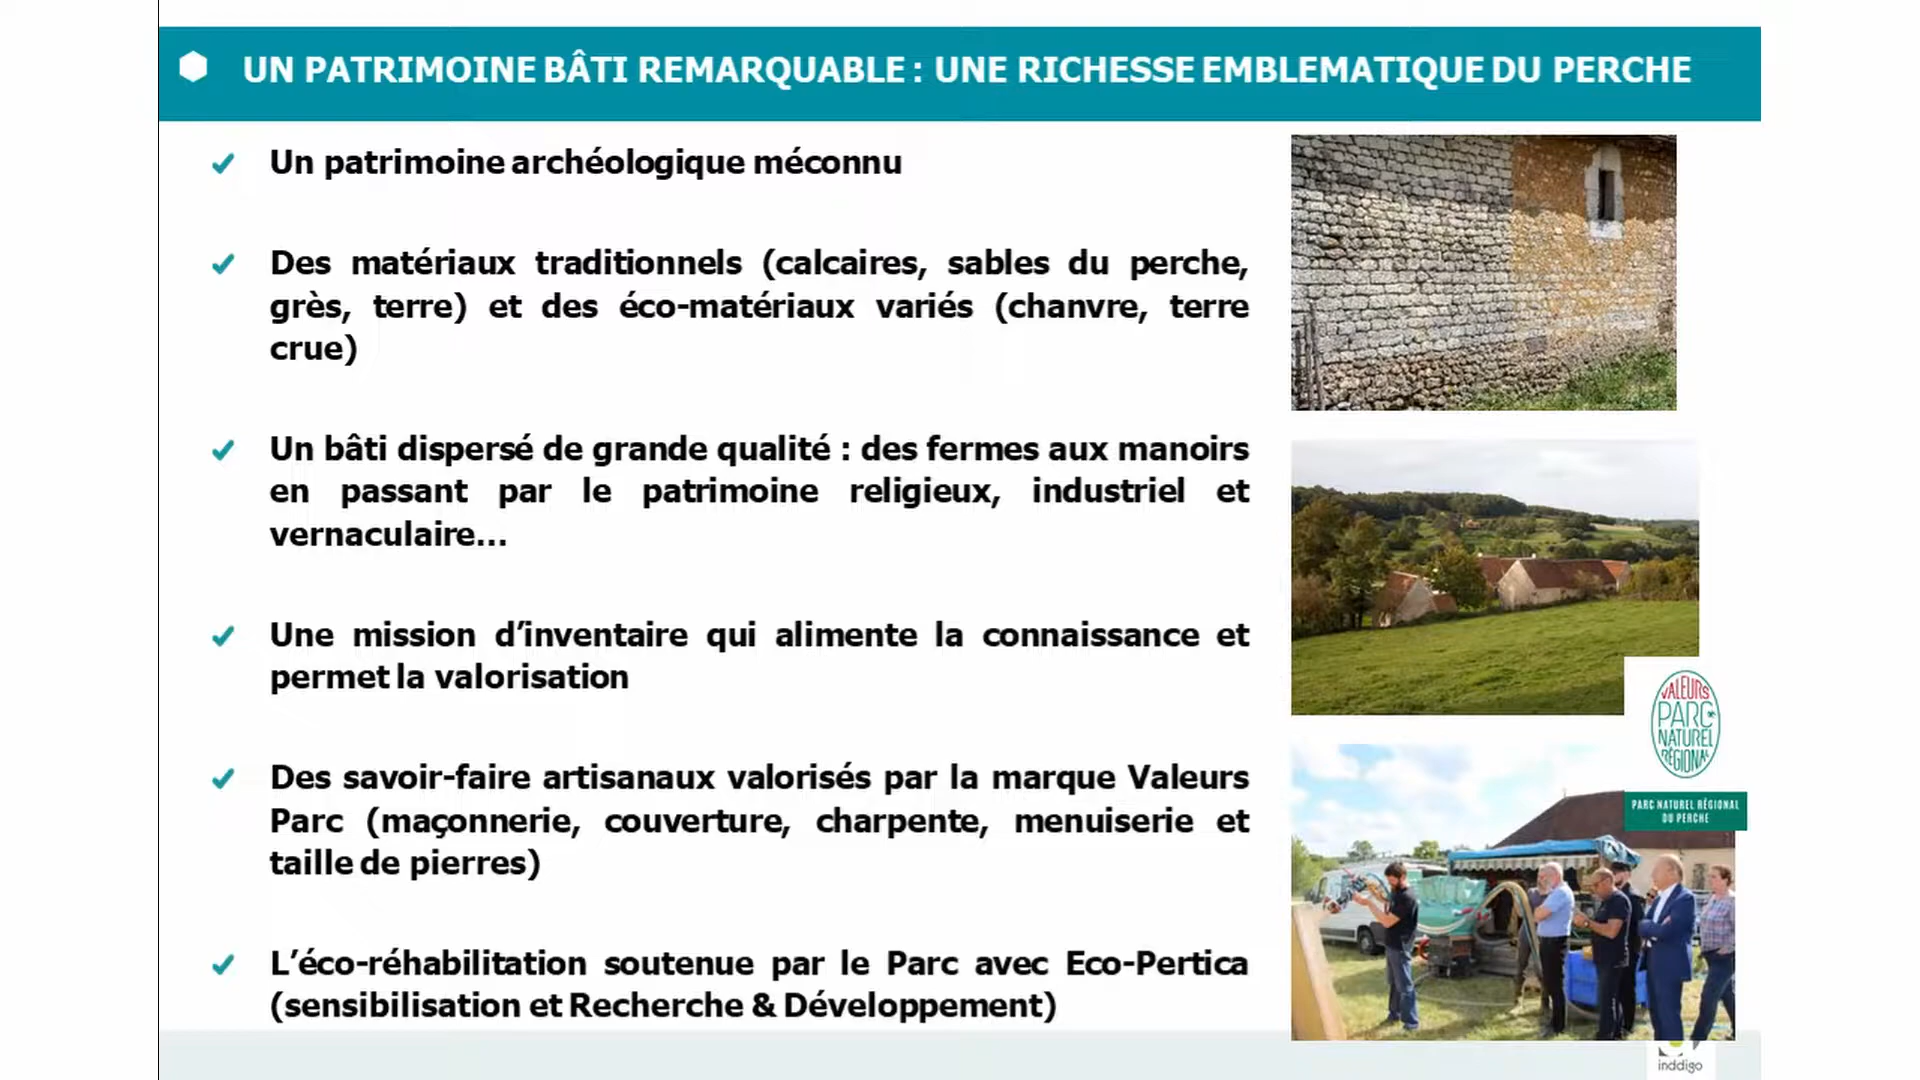 UN PATRIMOINE BÂTI REMARQUABLE : UNE RICHESSE EMBLEMATIQUE DU PERCHE
Un patrimoine archéologique méconnu
Des matériaux traditionnels (calcaires, sables du perche,
grès, terre) et des éco-matériaux variés (chanvre, terre
crue)
Un bâti dispersé de grande qualité : des fermes aux manoirs
en passant par le patrimoine religieux, industriel et
vernaculaire...
Une mission d’inventaire qui alimente la connaissance et
permet la valorisation
Des savoir-faire artisanaux valorisés par la marque Valeurs
Parc (maçonnerie, couverture, charpente, menuiserie et
taille de pierres)
L’éco-réhabilitation soutenue par le Parc avec Eco-Pertica
(sensibilisation et Recherche & Développement)
VALEURS
PARC
NATUREL
RÉGIONAL
PARC NATUREL RÉGIONAL
DU PERCHE
inddigo